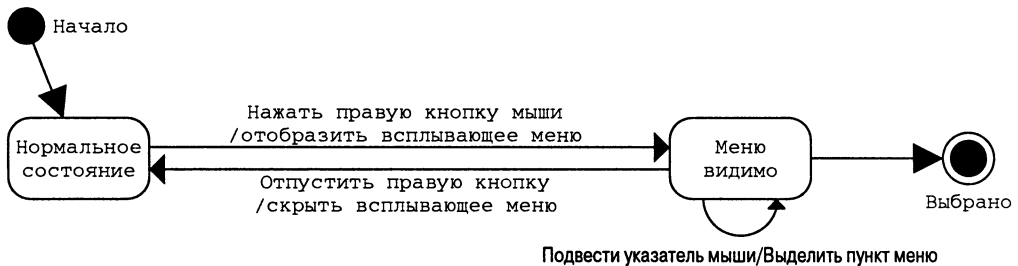 Начало
Нажать правую кнопку мыши
/отобразить всплывающее меню
Нормальное
состояние
Меню
видимо
Отпустить правую кнопку
/скрыть всплывающее меню
Выбрано
Подвести указатель мыши/Выделить пункт меню